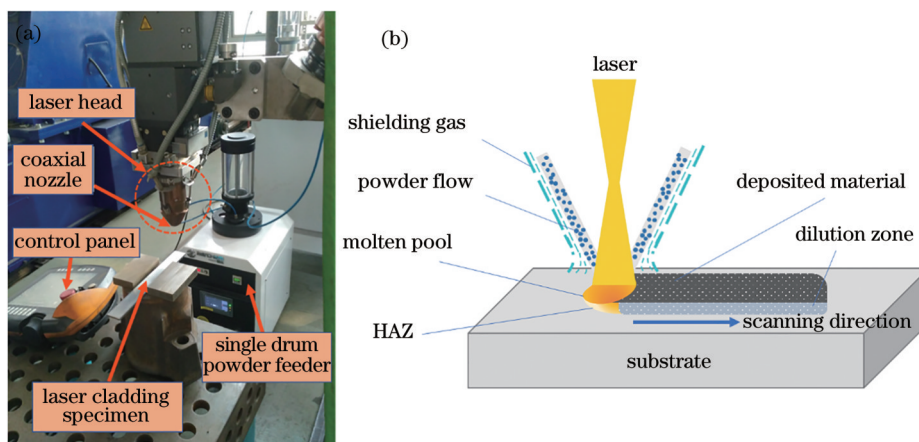 (a)
laser head
coaxial
nozzle
control panel
single drum
powder feeder
laser cladding
specimen
(b)
laser
shielding gas
powder flow
deposited material
molten pool
dilution zone
HAZ
scanning direction
substrate